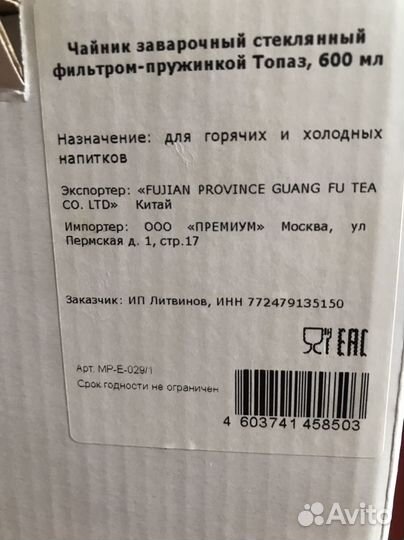 Чайник заварочный стеклянный
фильтром-пружинкой Топаз, 600 мл
Назначение: для горячих и холодных
напитков
Экспортер: «FUJIAN PROVINCE GUANG FU TEA
CO. LTD» Китай
Импортер: ООО «ПРЕМИУМ» Москва, ул
Пермская д. 1, стр.17
Заказчик: ИП Литвинов, ИНН 772479135150
EAC
Арт. MP-E-029/1
Срок годности не ограничен
4 603741 458503
Avito